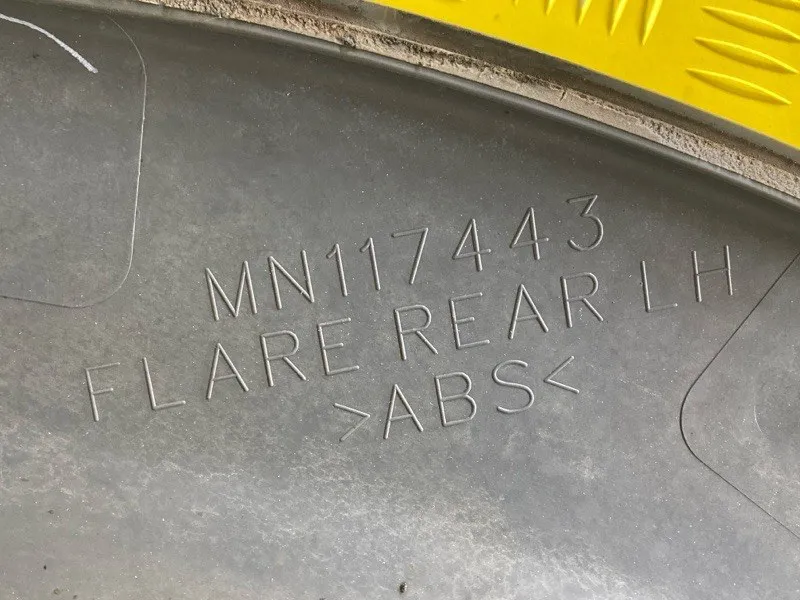 MN117443
FLARE REAR LH
>ABS<